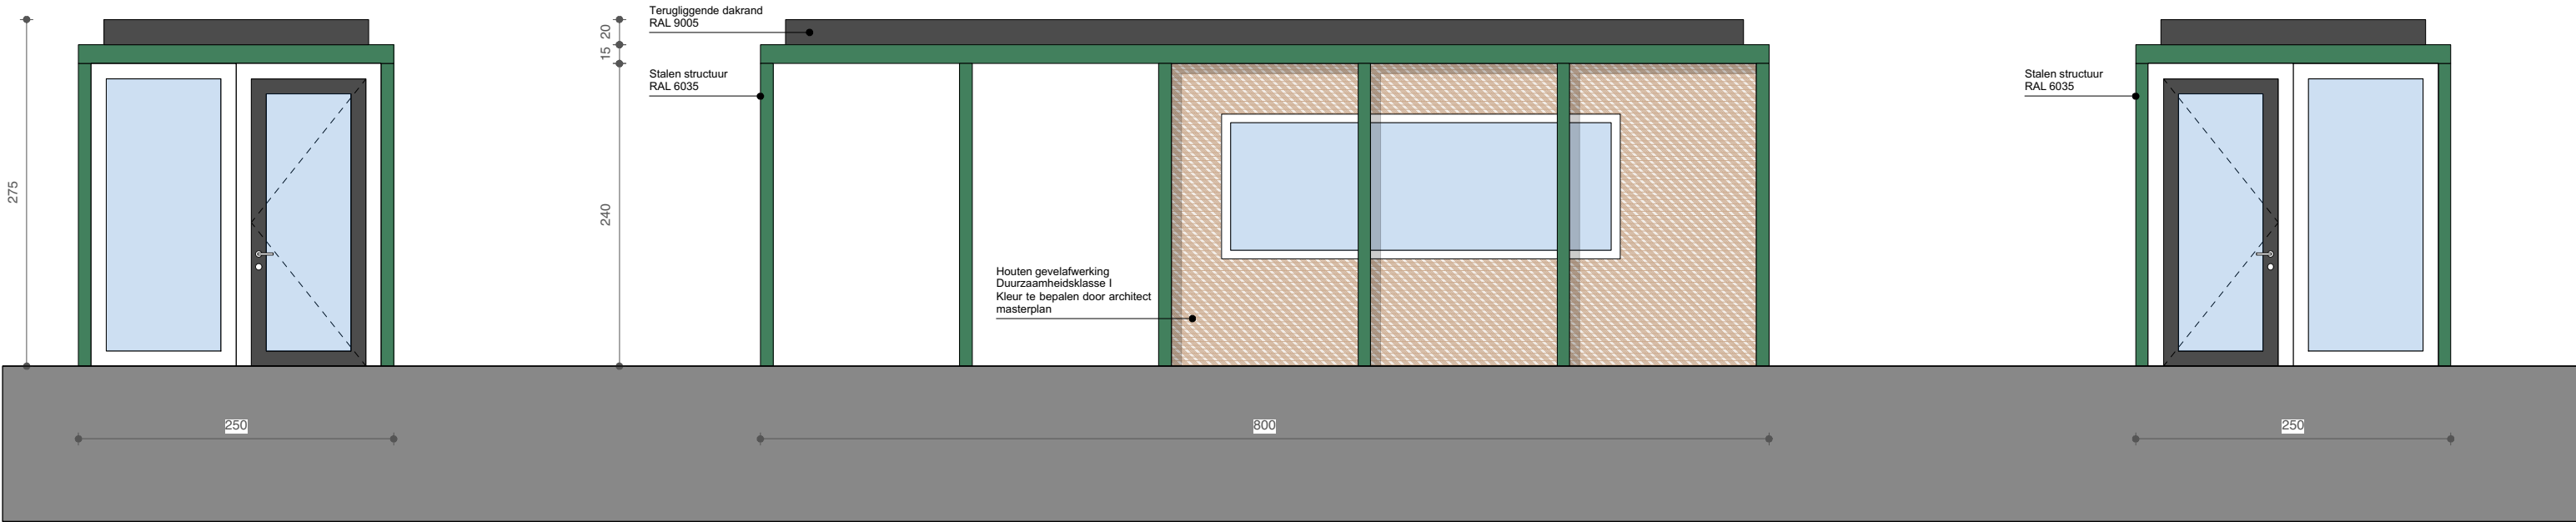 Terugliggende dakrand
RAL 9005
20
15
Stalen structuur
RAL 6035
Stalen structuur
RAL 6035
275
240
Houten gevelafwerking
Duurzaamheidsklasse I
Kleur te bepalen door architect
masterplan
250
800
250